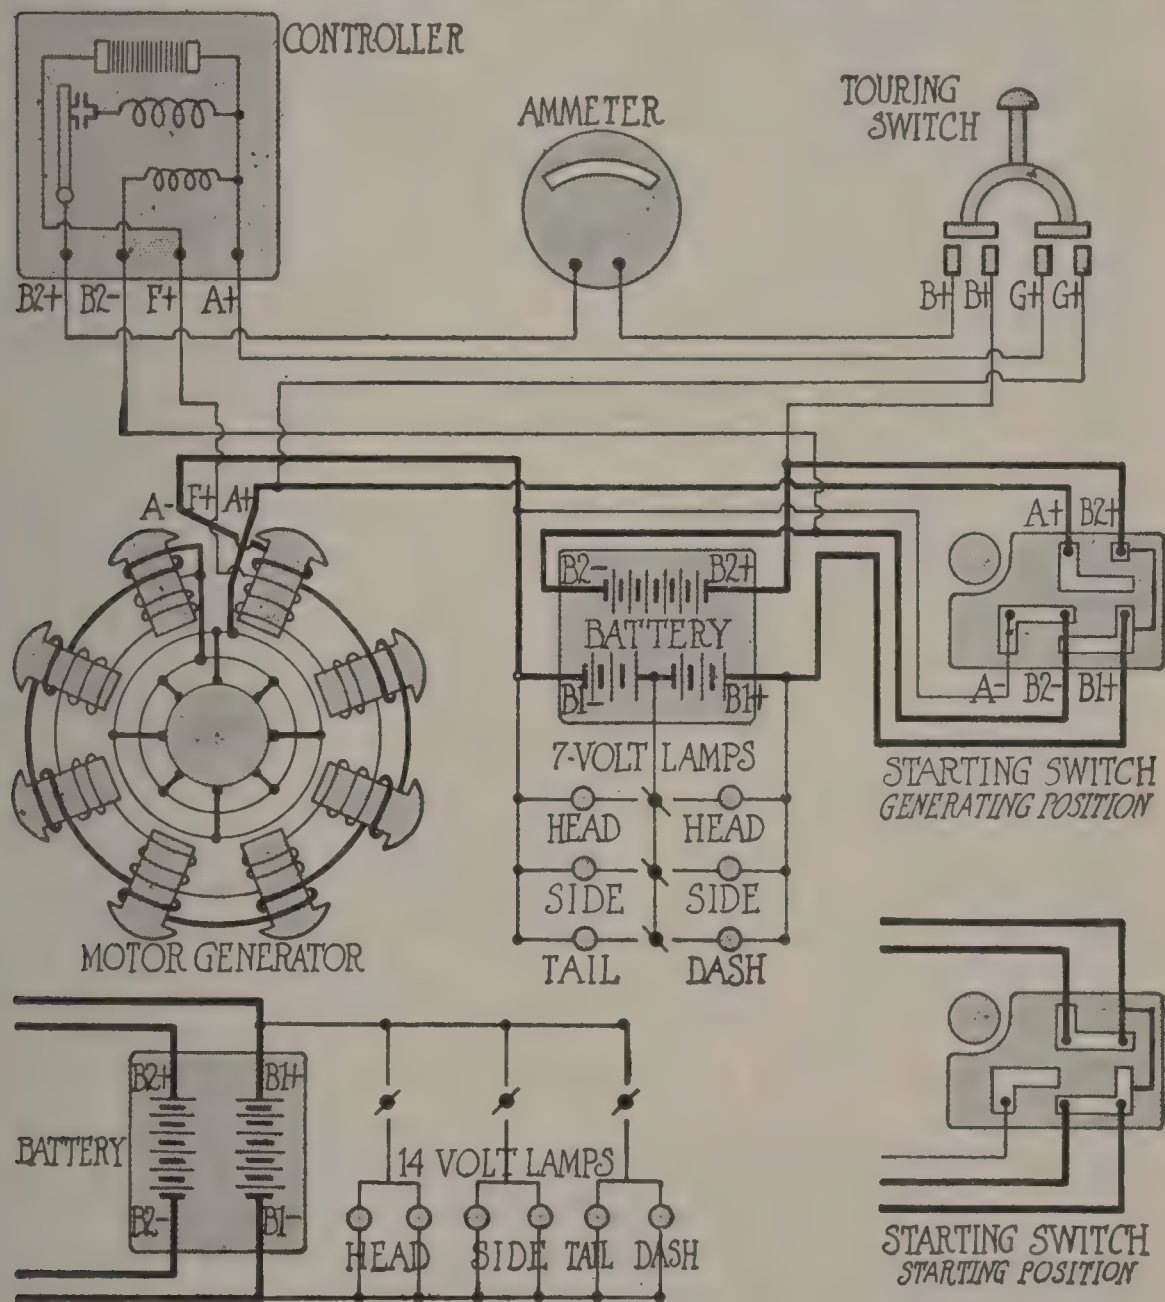 CONTROLLER
AMMETER
TOURING
SWITCH
B2+ B2- F+ A+
B+ B+ G+ G+
A- F+ A+
A+ B2+
B2- B2+
BATTERY
B1- B1+
A- B2- B1+
7-VOLT LAMPS
HEAD HEAD
SIDE SIDE
TAIL DASH
STARTING SWITCH
GENERATING POSITION
MOTOR GENERATOR
B2+ B1+
BATTERY
B2- B1-
14 VOLT LAMPS
HEAD SIDE TAIL DASH
STARTING SWITCH
STARTING POSITION